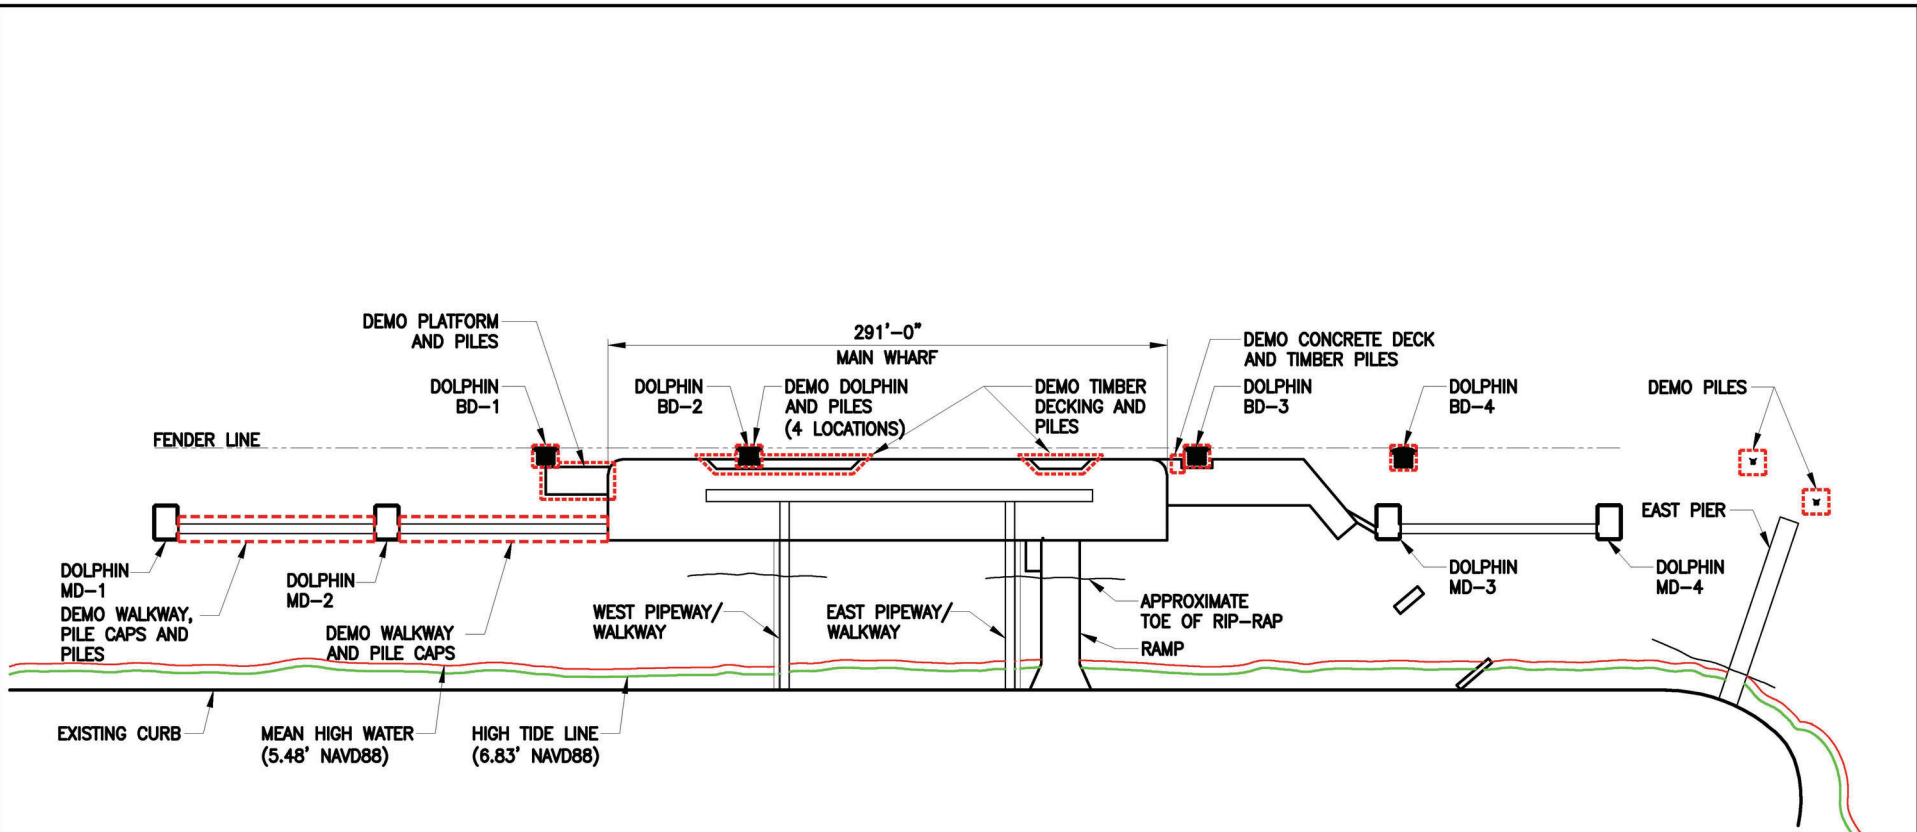 DEMO PLATFORM
AND PILES
291'-0"
MAIN WHARF
DEMO CONCRETE DECK
AND TIMBER PILES
DOLPHIN
BD-1
DOLPHIN
BD-2
DEMO DOLPHIN
AND PILES
(4 LOCATIONS)
DEMO TIMBER
DECKING AND
PILES
DOLPHIN
BD-3
DOLPHIN
BD-4
DEMO PILES
FENDER LINE
EAST PIER
DOLPHIN
MD-1
DEMO WALKWAY,
PILE CAPS AND
PILES
DOLPHIN
MD-2
DEMO WALKWAY
AND PILE CAPS
WEST PIPEWAY/
WALKWAY
EAST PIPEWAY/
WALKWAY
APPROXIMATE
TOE OF RIP-RAP
RAMP
DOLPHIN
MD-3
DOLPHIN
MD-4
EXISTING CURB
MEAN HIGH WATER
(5.48' NAVD88)
HIGH TIDE LINE
(6.83' NAVD88)